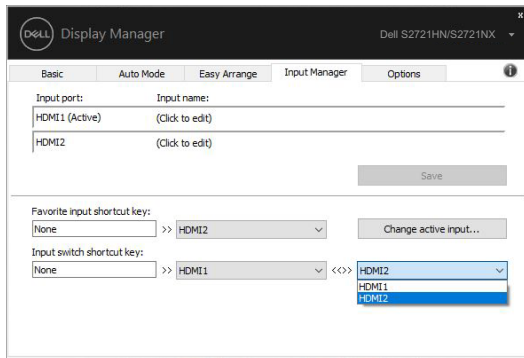 DELL Display Manager
Dell S2721HN/S2721NX
x
Basic Auto Mode Easy Arrange Input Manager Options
Input port: Input name:
HDMI1 (Active) (Click to edit)
HDMI2 (Click to edit)
Save
Favorite input shortcut key:
None >> HDMI2 Change active input...
Input switch shortcut key:
None >> HDMI1 <<>> HDMI2
HDMI1
HDMI2